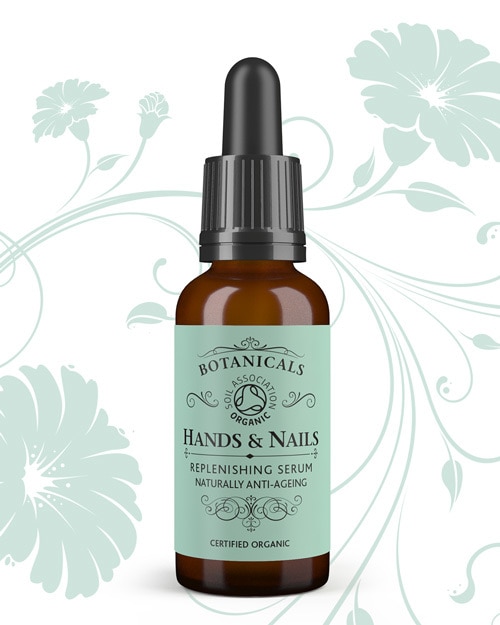 BOTANICALS
SOIL ASSOCIATION
ORGANIC
HANDS & NAILS
REPLENISHING SERUM
NATURALLY ANTI-AGEING
CERTIFIED ORGANIC